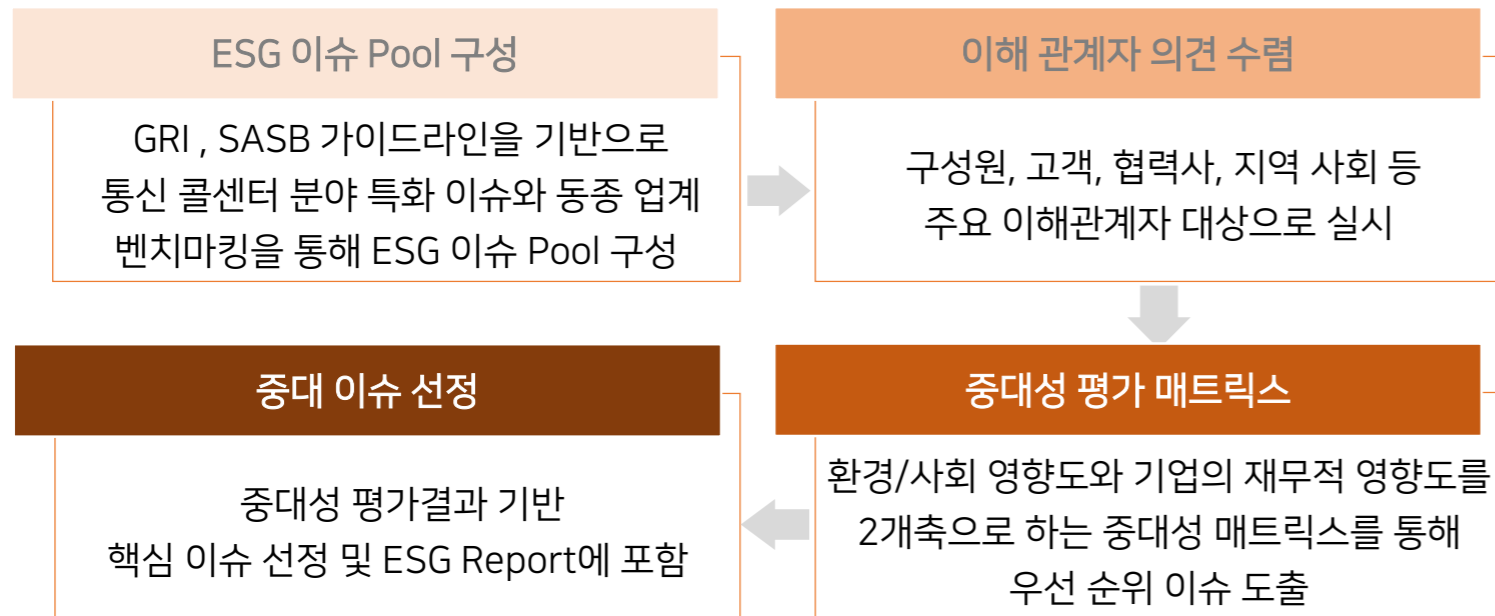 ESG 이슈 Pool 구성
GRI , SASB 가이드라인을 기반으로
통신 콜센터 분야 특화 이슈와 동종 업계
벤치마킹을 통해 ESG 이슈 Pool 구성
이해 관계자 의견 수렴
구성원, 고객, 협력사, 지역 사회 등
주요 이해관계자 대상으로 실시
중대성 평가 매트릭스
환경/사회 영향도와 기업의 재무적 영향도를
2개축으로 하는 중대성 매트릭스를 통해
우선 순위 이슈 도출
중대 이슈 선정
중대성 평가결과 기반
핵심 이슈 선정 및 ESG Report에 포함